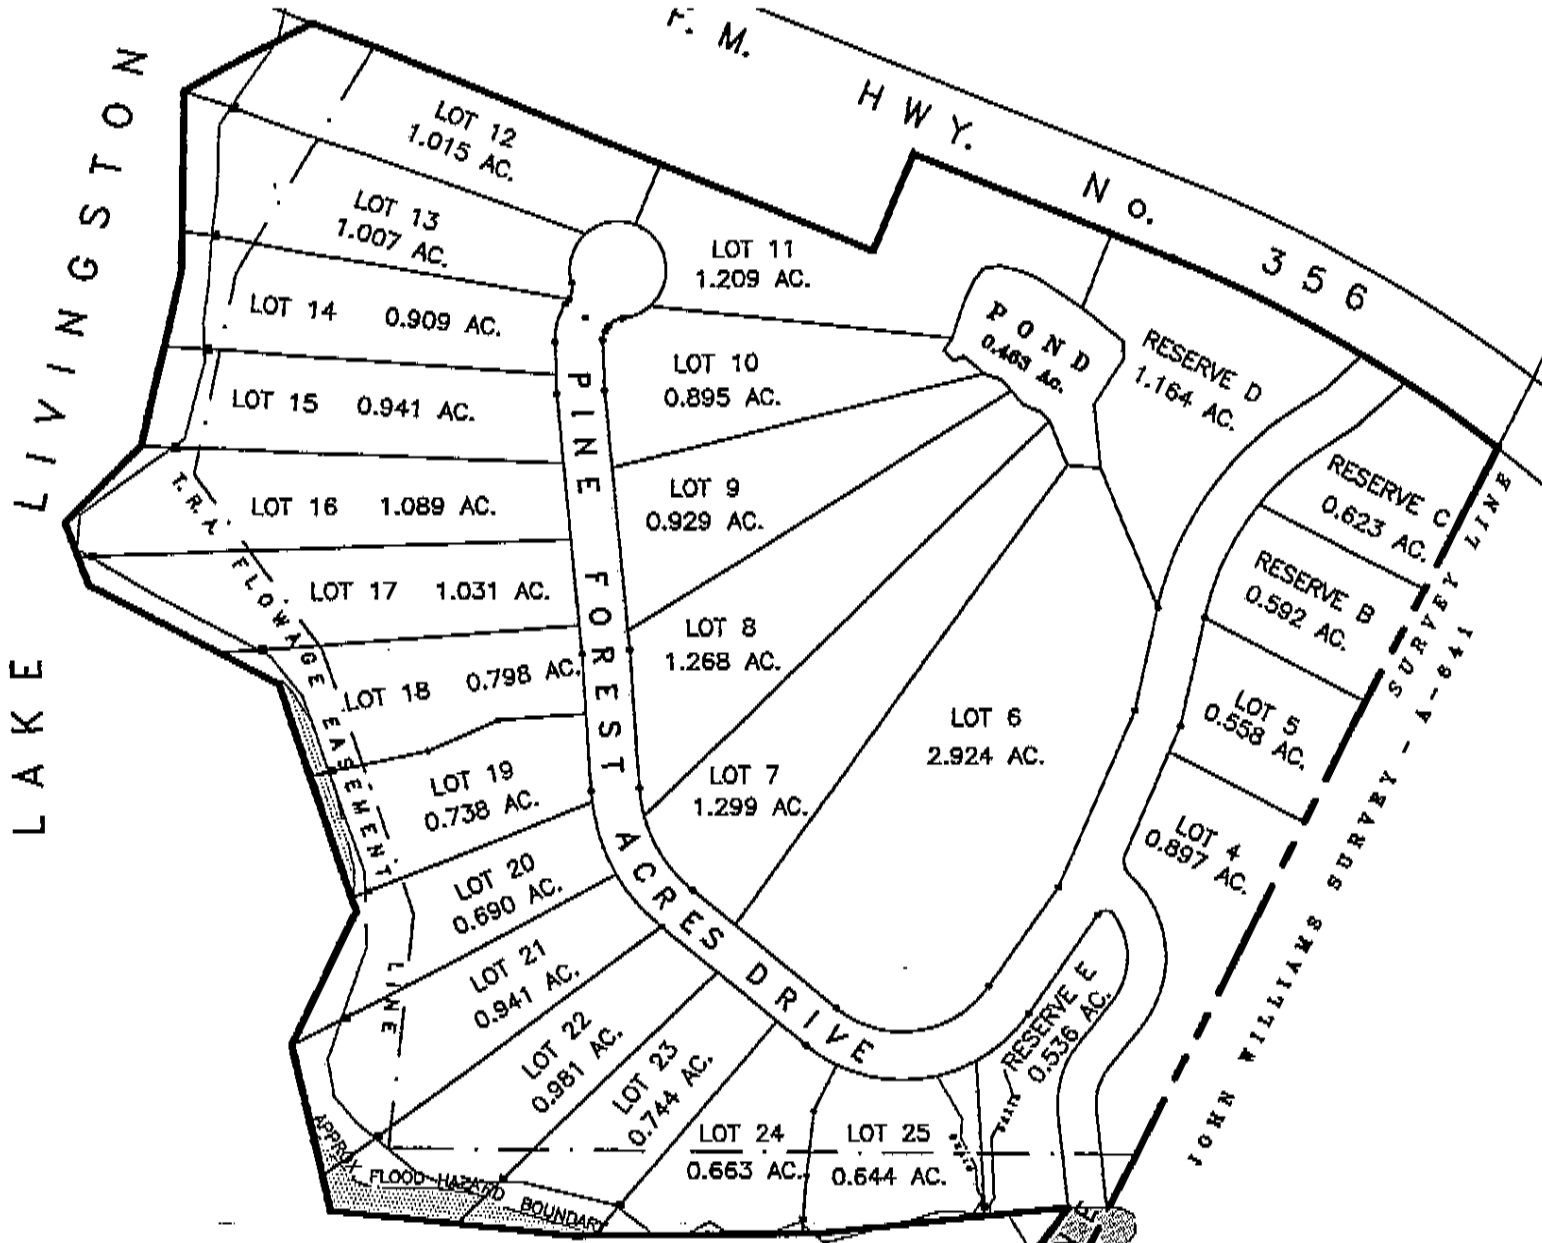 F. M. HWY. No. 356
LAKE LIVINGSTON
LOT 12
1.015 AC.
LOT 13
1.007 AC.
LOT 11
1.209 AC.
LOT 14 0.909 AC.
POND
0.463 AC.
RESERVE D
1.164 AC.
LOT 10
0.895 AC.
LOT 15 0.941 AC.
RESERVE C
0.623 AC.
LOT 9
0.929 AC.
LOT 16 1.089 AC.
LOT 17 1.031 AC.
RESERVE B
0.592 AC.
LOT 8
1.268 AC.
LOT 18 0.798 AC.
LOT 6
2.924 AC.
LOT 5
0.558 AC.
LOT 19
0.738 AC.
LOT 7
1.299 AC.
LOT 4
0.897 AC.
LOT 20
0.690 AC.
LOT 21
0.941 AC.
LOT 22
0.981 AC.
LOT 23
0.744 AC.
RESERVE E
0.536 AC.
LOT 24
0.663 AC.
LOT 25
0.644 AC.
PINE FOREST ACRES DRIVE
T.R.A. FLOWAGE EASEMENT LINE
APPROX. FLOOD HAZARD BOUNDARY
SURVEY LINE
JOHN WILLIAMS SURVEY - A-641